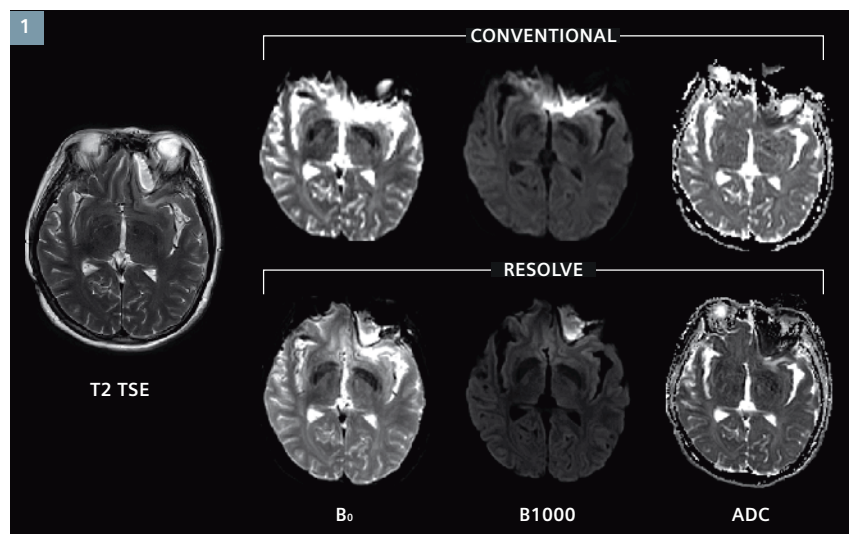 1
CONVENTIONAL
RESOLVE
T2 TSE
B₀
B1000
ADC